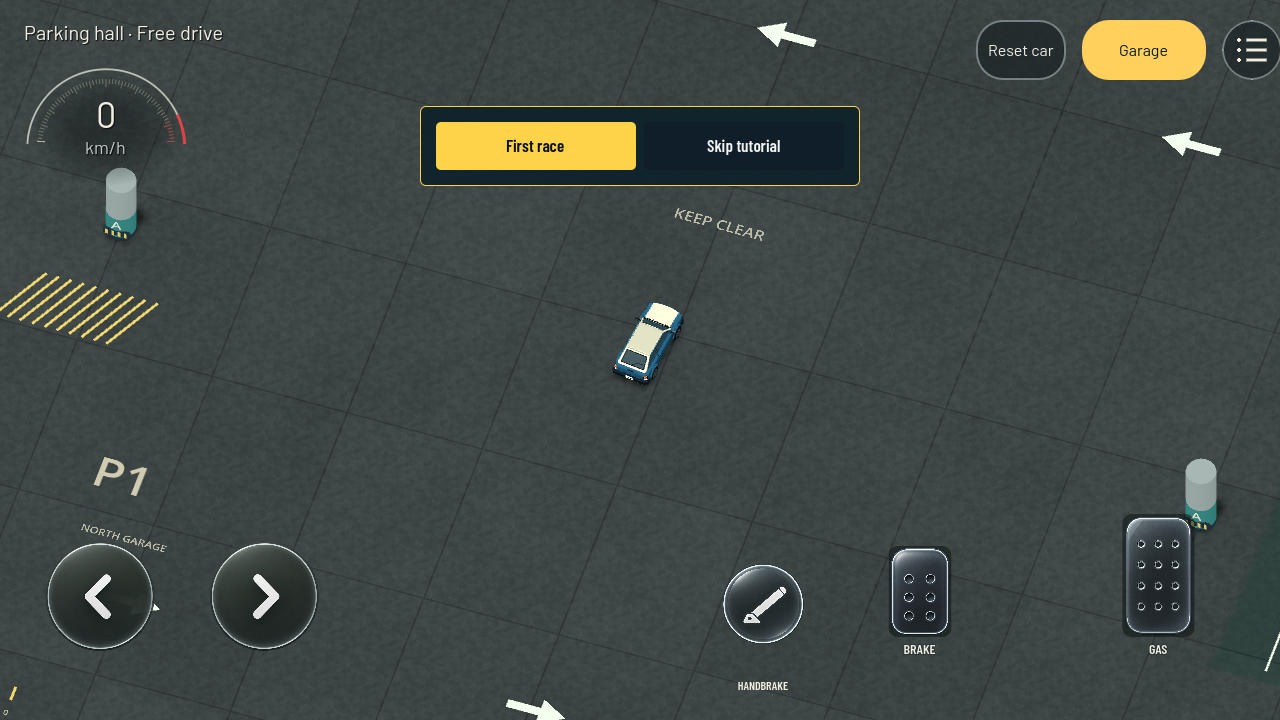 Parking hall · Free drive
Reset car
Garage
0
km/h
First race
Skip tutorial
KEEP CLEAR
A
P1
NORTH GARAGE
A
HANDBRAKE
BRAKE
GAS
0